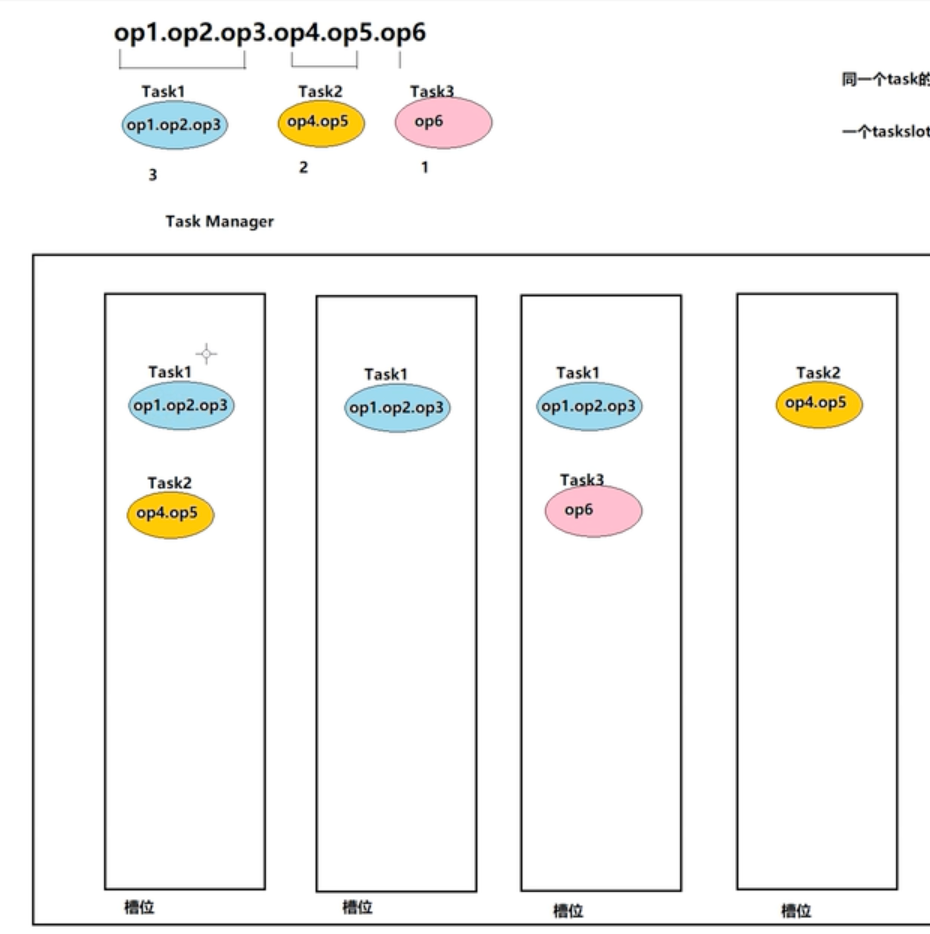 op1.op2.op3.op4.op5.op6
Task1 Task2 Task3
op1.op2.op3 op4.op5 op6
3 2 1
同一个task的
一个taskslot
Task Manager
Task1
op1.op2.op3
Task2
op4.op5
槽位
Task1
op1.op2.op3
槽位
Task1
op1.op2.op3
Task3
op6
槽位
Task2
op4.op5
槽位